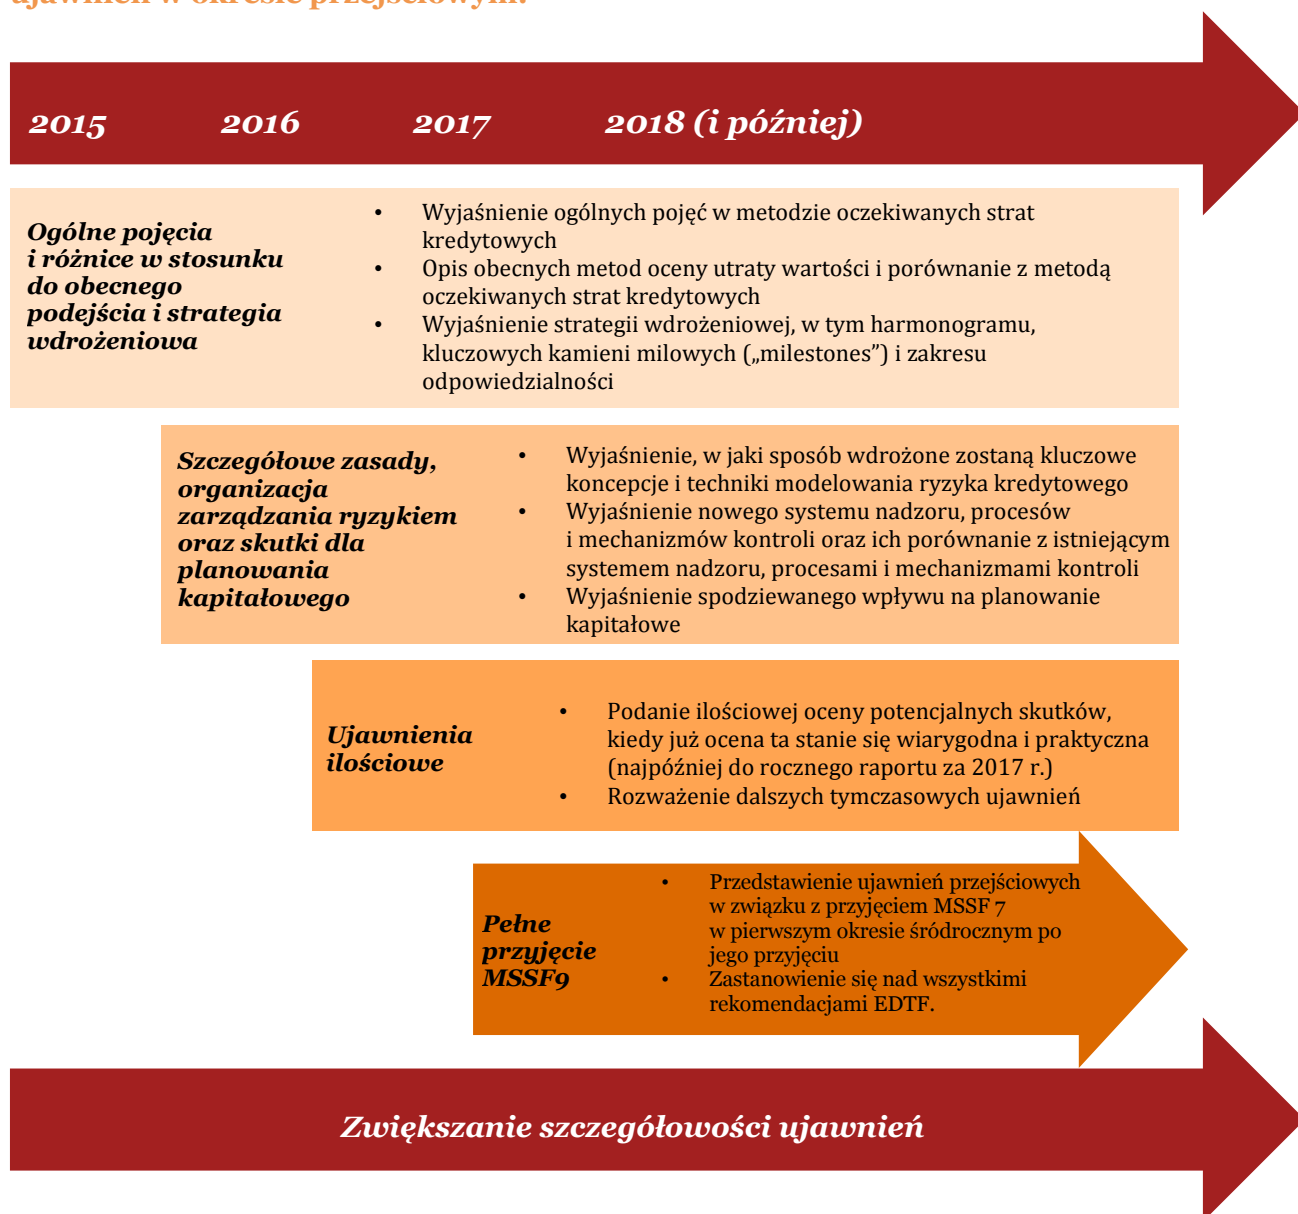 ujawnień w okresie przejściowym:
2015 2016 2017 2018 (i później)
Ogólne pojęcia
i różnice w stosunku
do obecnego
podejścia i strategia
wdrożeniowa
• Wyjaśnienie ogólnych pojęć w metodzie oczekiwanych strat
kredytowych
• Opis obecnych metod oceny utraty wartości i porównanie z metodą
oczekiwanych strat kredytowych
• Wyjaśnienie strategii wdrożeniowej, w tym harmonogramu,
kluczowych kamieni milowych („milestones”) i zakresu
odpowiedzialności
Szczegółowe zasady,
organizacja
zarządzania ryzykiem
oraz skutki dla
planowania
kapitałowego
• Wyjaśnienie, w jaki sposób wdrożone zostaną kluczowe
koncepcje i techniki modelowania ryzyka kredytowego
• Wyjaśnienie nowego systemu nadzoru, procesów
i mechanizmów kontroli oraz ich porównanie z istniejącym
systemem nadzoru, procesami i mechanizmami kontroli
• Wyjaśnienie spodziewanego wpływu na planowanie
kapitałowe
Ujawnienia
ilościowe
• Podanie ilościowej oceny potencjalnych skutków,
kiedy już ocena ta stanie się wiarygodna i praktyczna
(najpóźniej do rocznego raportu za 2017 r.)
• Rozważenie dalszych tymczasowych ujawnień
Pełne
przyjęcie
MSSF9
• Przedstawienie ujawnień przejściowych
w związku z przyjęciem MSSF 7
w pierwszym okresie śródrocznym po
jego przyjęciu
• Zastanowienie się nad wszystkimi
rekomendacjami EDTF.
Zwiększanie szczegółowości ujawnień